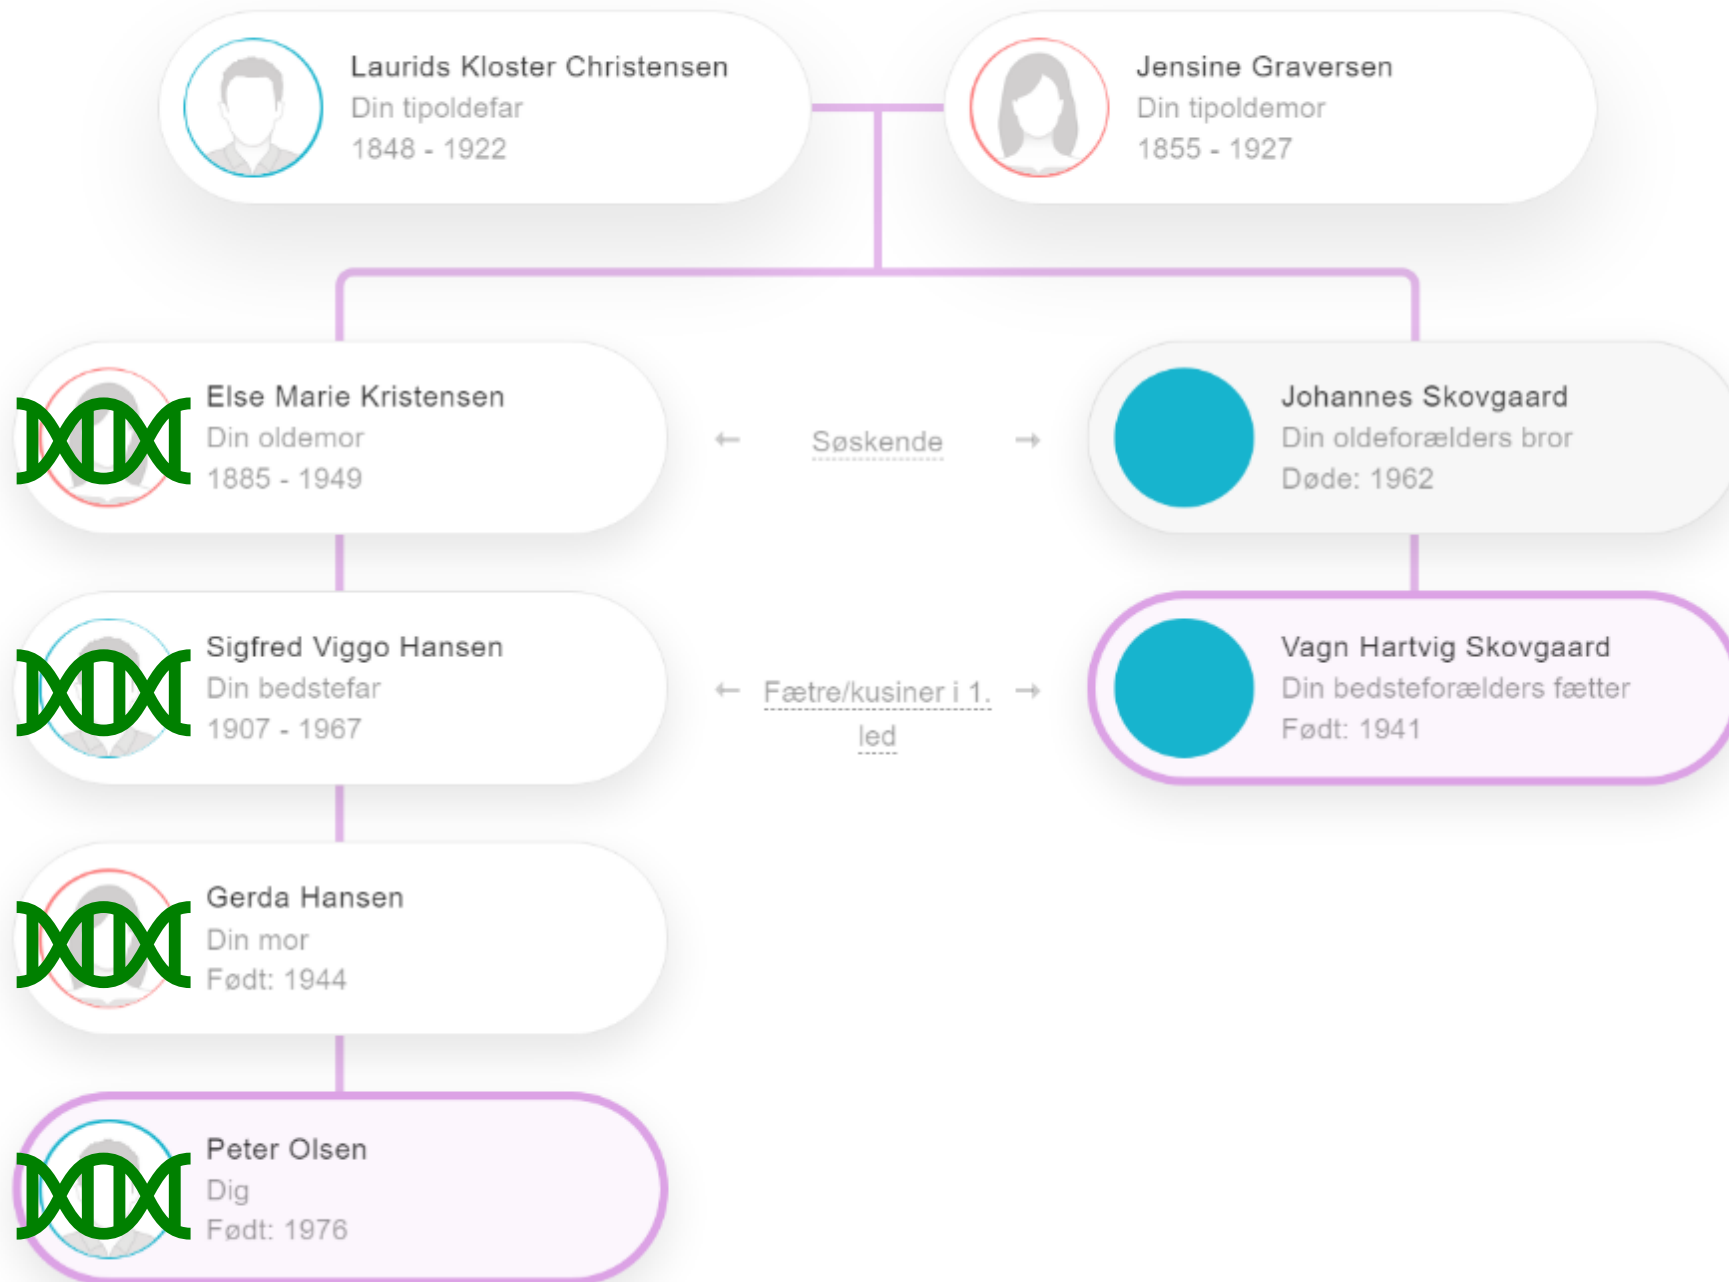 Laurids Kloster Christensen
Din tipoldefar
1848 - 1922
Jensine Graversen
Din tipoldemor
1855 - 1927
Else Marie Kristensen
Din oldemor
1885 - 1949
Søskende
Johannes Skovgaard
Din oldeforælders bror
Døde: 1962
Sigfred Viggo Hansen
Din bedstefar
1907 - 1967
Fætre/kusiner i 1.
led
Vagn Hartvig Skovgaard
Din bedsteforælders fætter
Født: 1941
Gerda Hansen
Din mor
Født: 1944
Peter Olsen
Dig
Født: 1976